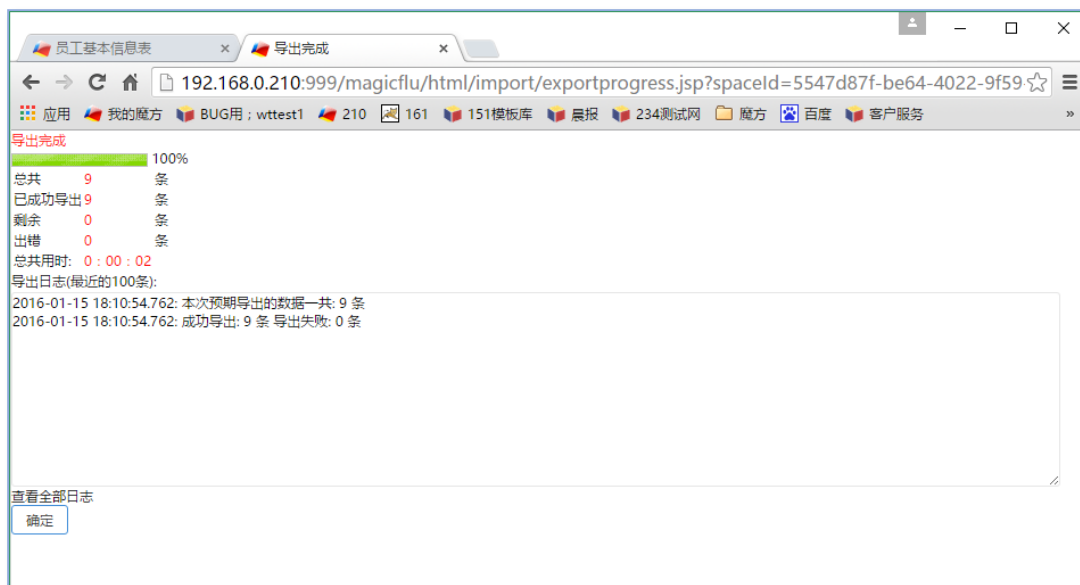 员工基本信息表 导出完成
192.168.0.210:999/magicflu/html/import/exportprogress.jsp?spaceId=5547d87f-be64-4022-9f59
应用 我的魔方 BUG用；wttest1 210 161 151模板库 晨报 234测试网 魔方 百度 客户服务 »
导出完成
100%
总共 9 条
已成功导出 9 条
剩余 0 条
出错 0 条
总共用时: 0 : 00 : 02
导出日志(最近的100条):
2016-01-15 18:10:54.762: 本次预期导出的数据一共: 9 条
2016-01-15 18:10:54.762: 成功导出: 9 条 导出失败: 0 条
查看全部日志
确定